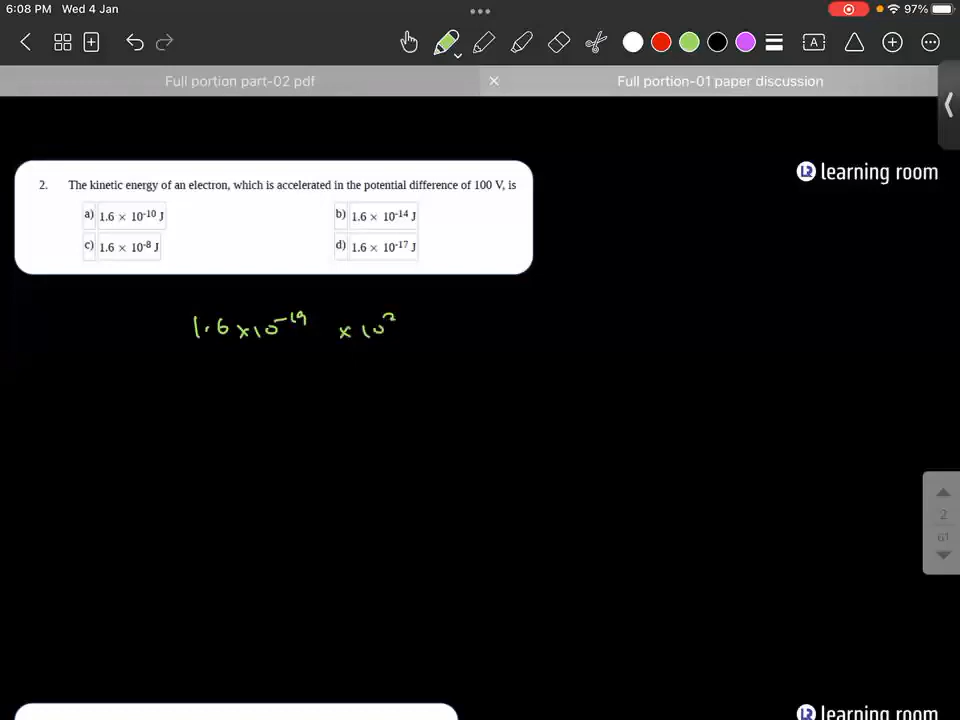 6:08 PM Wed 4 Jan 97%
A
Full portion part-02 pdf Full portion-01 paper discussion
LR learning room
2. The kinetic energy of an electron, which is accelerated in the potential difference of 100 V, is
a) 1.6 × 10⁻¹⁰ J b) 1.6 × 10⁻¹⁴ J
c) 1.6 × 10⁻⁸ J d) 1.6 × 10⁻¹⁷ J
1.6 × 10⁻¹⁹ × 10²
2
61
LR learning room